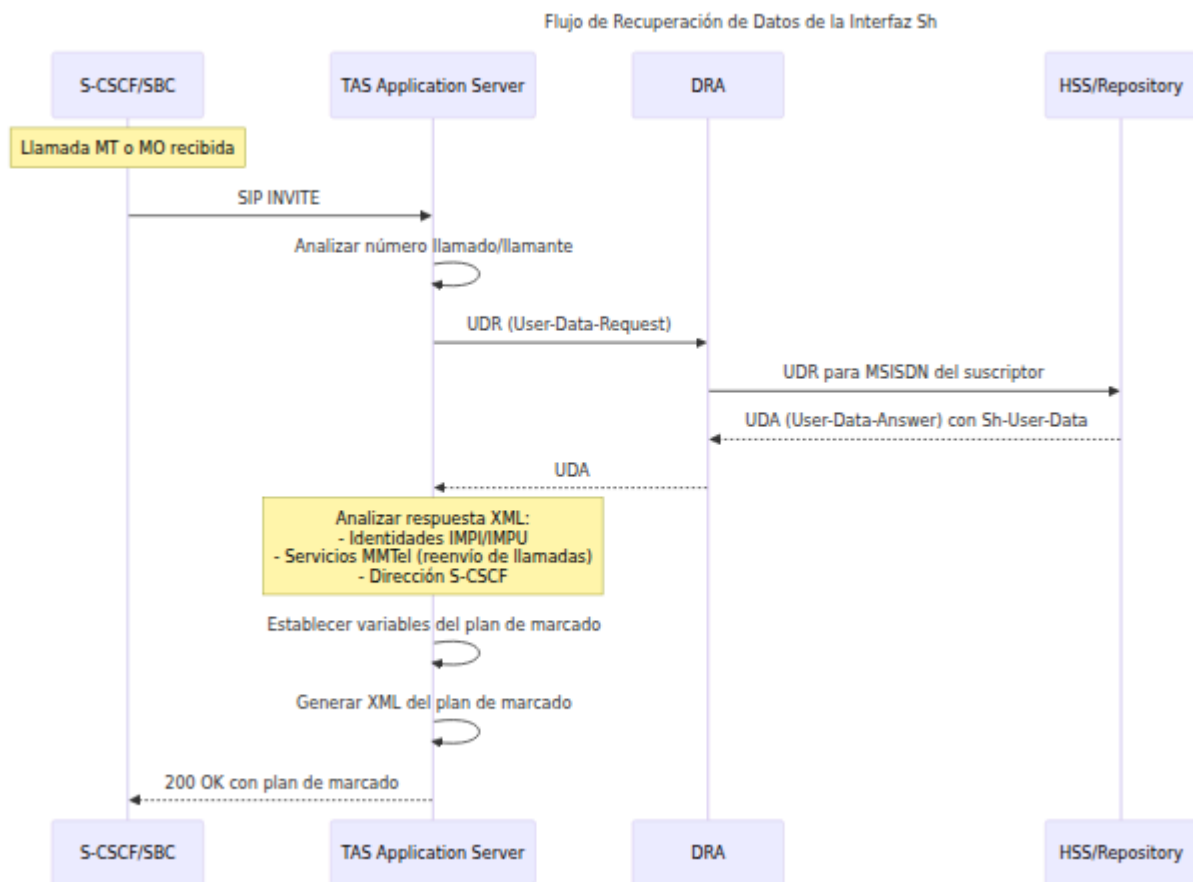 Flujo de Recuperación de Datos de la Interfaz Sh
S-CSCF/SBC
TAS Application Server
DRA
HSS/Repository
Llamada MT o MO recibida
SIP INVITE
Analizar número llamado/llamante
UDR (User-Data-Request)
UDR para MSISDN del suscriptor
UDA (User-Data-Answer) con Sh-User-Data
UDA
Analizar respuesta XML:
- Identidades IMPI/IMPU
- Servicios MMTel (reenvío de llamadas)
- Dirección S-CSCF
Establecer variables del plan de marcado
Generar XML del plan de marcado
200 OK con plan de marcado
S-CSCF/SBC
TAS Application Server
DRA
HSS/Repository